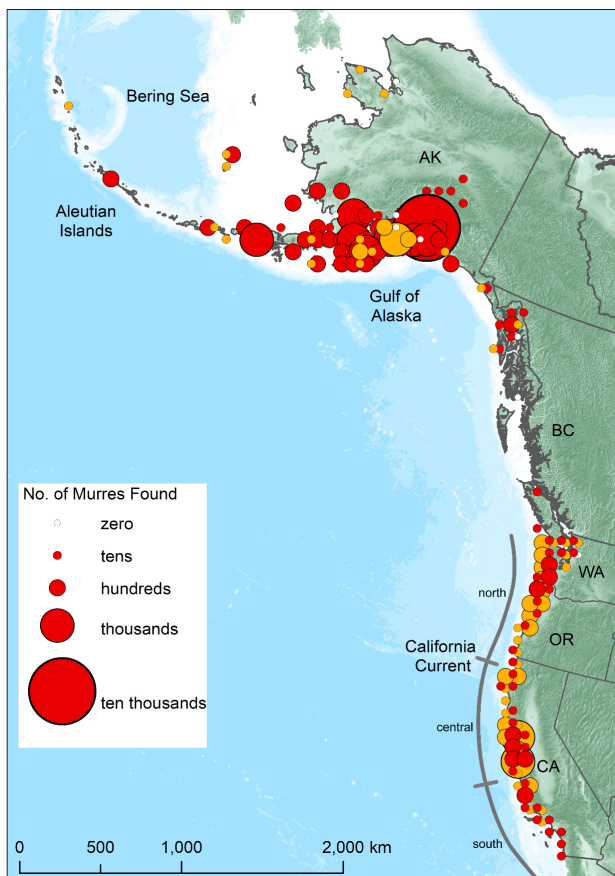 Bering Sea
AK
Aleutian
Islands
Gulf of
Alaska
BC
No. of Murres Found
zero
tens
hundreds
thousands
ten thousands
WA
north
OR
California
Current
central
CA
south
0
500
1,000
2,000 km